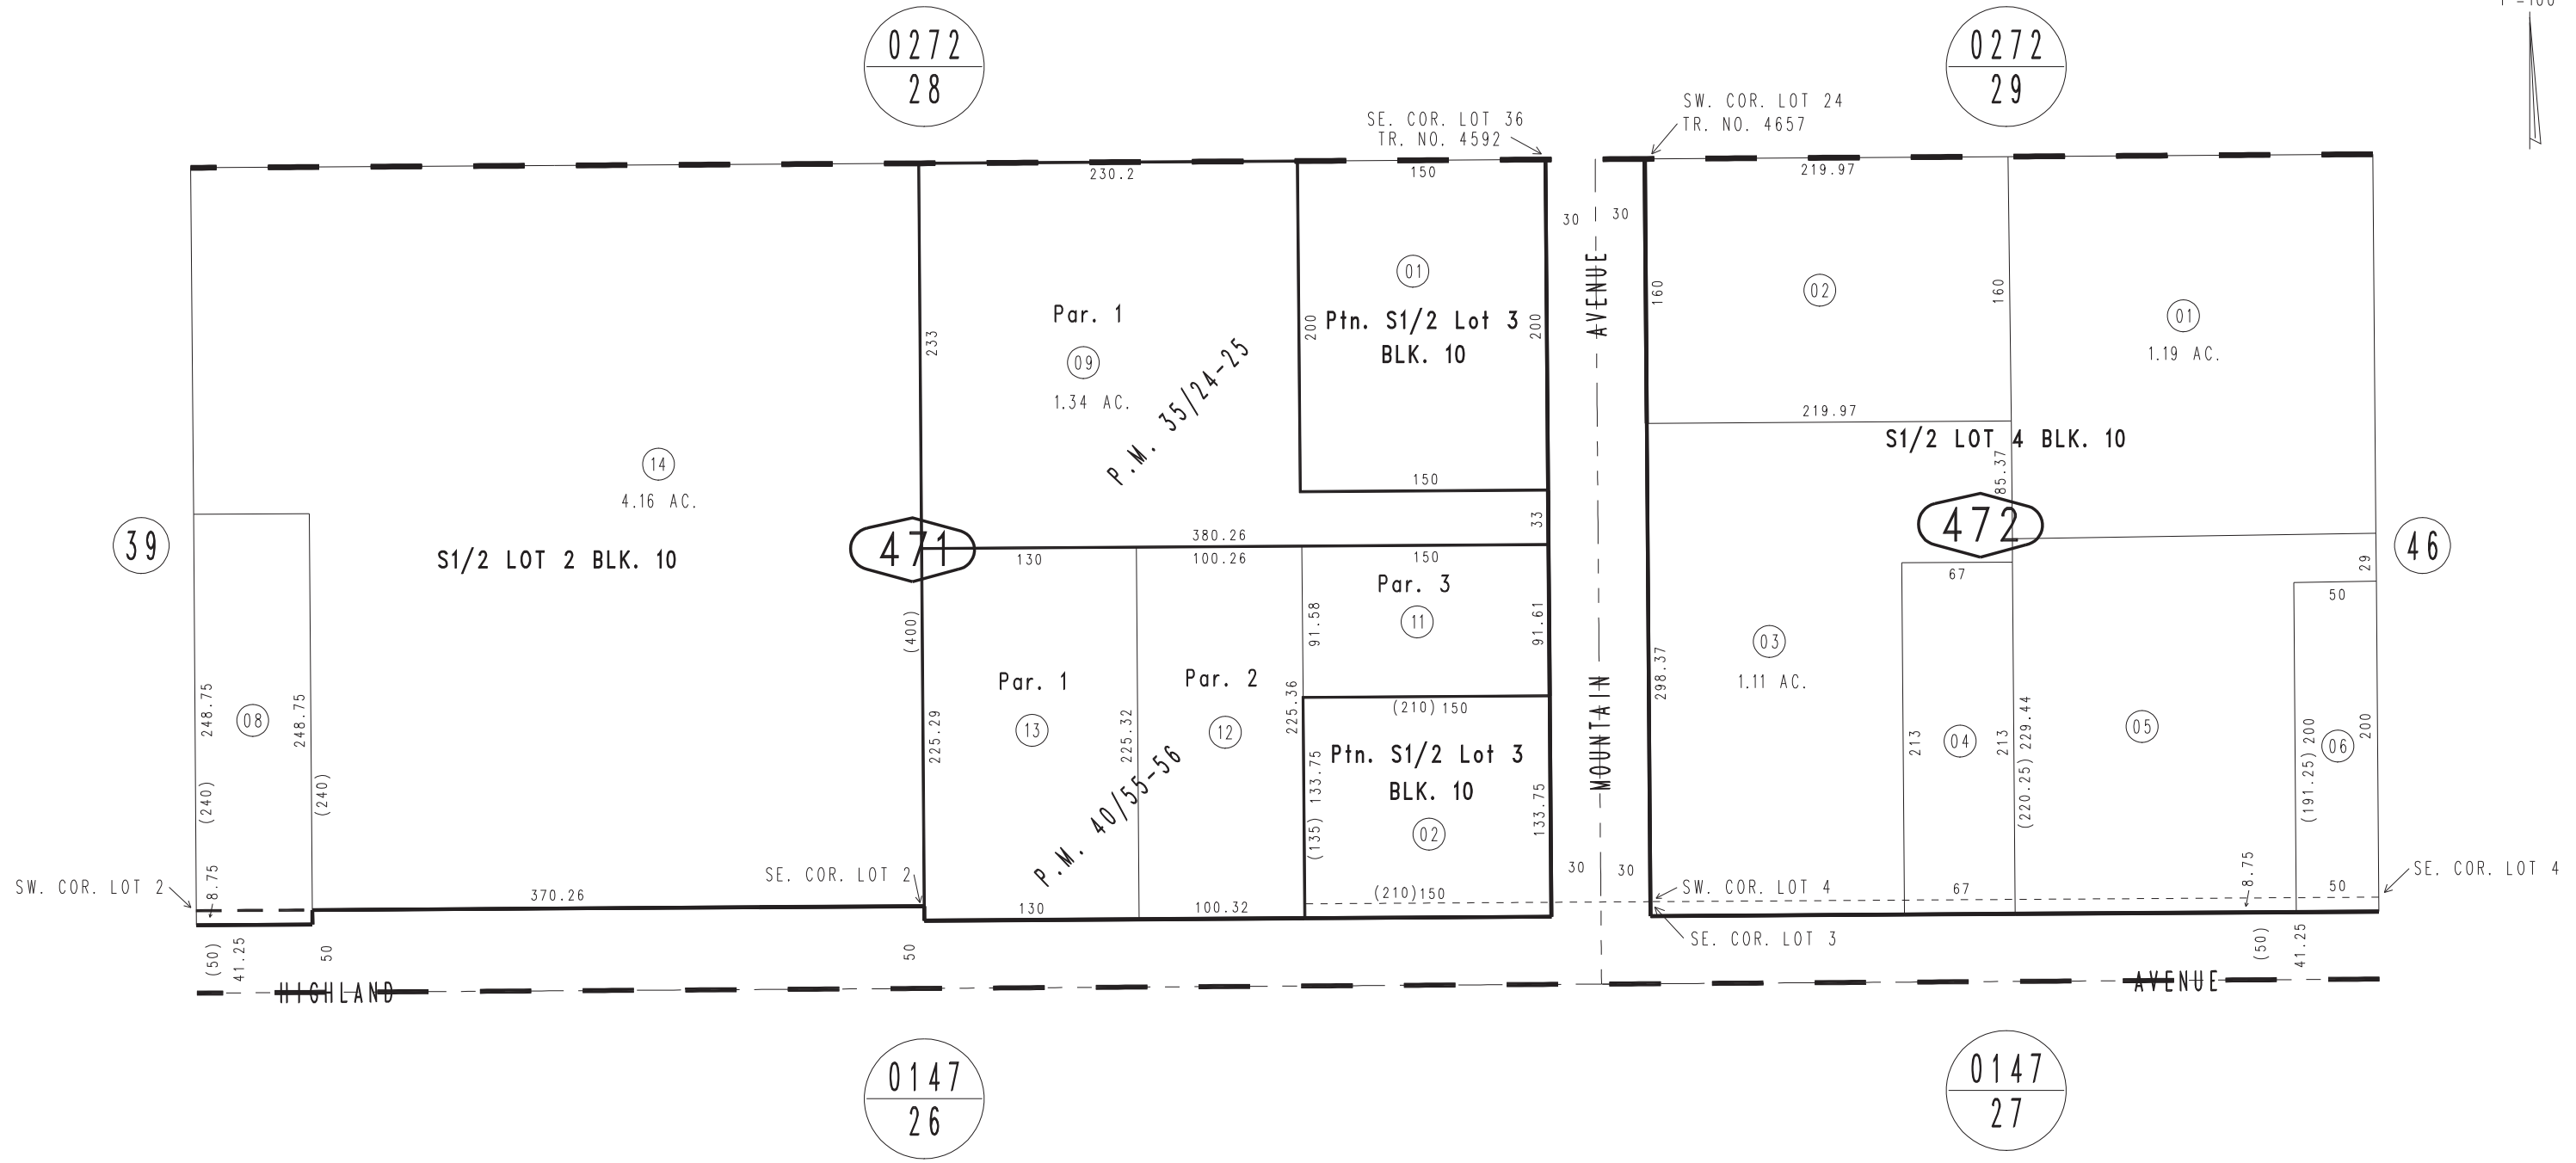 1"=100'
0272
28
0272
29
SE. COR. LOT 36
TR. NO. 4592
SW. COR. LOT 24
TR. NO. 4657
230.2
150
219.97
30
30
01
Ptn. S1/2 Lot 3
BLK. 10
200
200
AVENUE
160
02
160
01
1.19 AC.
Par. 1
09
1.34 AC.
233
P.M. 35/24-25
219.97
S1/2 LOT 4 BLK. 10
85.37
14
4.16 AC.
150
33
39
S1/2 LOT 2 BLK. 10
471
380.26
472
46
130
100.26
150
67
29
50
Par. 3
11
91.58
91.61
(400)
03
1.11 AC.
298.37
Par. 1
13
Par. 2
12
225.29
225.32
225.36
(210) 150
MOUNTAIN
248.75
08
248.75
(240)
(240)
Ptn. S1/2 Lot 3
BLK. 10
02
(135) 133.75
133.75
213
04
213
(220.25) 229.44
05
(191.25) 200
06
200
P.M. 40/55-56
SW. COR. LOT 2
8.75
370.26
SE. COR. LOT 2
130
100.32
(210)150
30
30
SW. COR. LOT 4
67
8.75
50
SE. COR. LOT 4
SE. COR. LOT 3
(50)
41.25
50
50
(50)
41.25
HIGHLAND
AVENUE
0147
26
0147
27